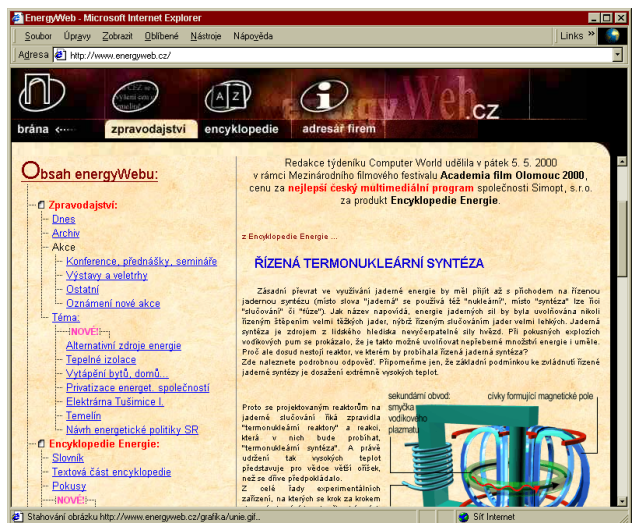 EnergyWeb - Microsoft Internet Explorer
Soubor Úpravy Zobrazit Oblíbené Nástroje Nápověda Links »
Adresa http://www.energyweb.cz/
energyWeb.cz
brána <---- zpravodajství encyklopedie adresář firem
A Z
Obsah energyWebu:
Zpravodajství:
Dnes
Archiv
Akce
Konference, přednášky, semináře
Výstavy a veletrhy
Ostatní
Oznámení nové akce
Téma:
NOVÉ!
Alternativní zdroje energie
Tepelné izolace
Vytápění bytů, domů...
Privatizace energet. společností
Elektrárna Tušimice I.
Temelín
Návrh energetické politiky SR
Encyklopedie Energie:
Slovník
Textová část encyklopedie
Pokusy
NOVÉ!
Redakce týdeníku Computer World udělila v pátek 5. 5. 2000
v rámci Mezinárodního filmového festivalu Academia film Olomouc 2000,
cenu za nejlepší český multimediální program společnosti Simopt, s.r.o.
za produkt Encyklopedie Energie.
z Encyklopedie Energie ...
ŘÍZENÁ TERMONUKLEÁRNÍ SYNTÉZA
Zásadní převrat ve využívání jaderné energie by měl přijít až s příchodem na řízenou
jadernou syntézu (místo slova "jaderná" se používá též "nukleární", místo "syntéza" lze říci
"slučování" či "fúze"). Jak název napovídá, energie jaderných sil by byla uvolňována nikoli
řízeným štěpením velmi těžkých jader, nýbrž řízeným slučováním jader velmi lehkých. Jaderná
syntéza je zdrojem z lidského hlediska nevyčerpatelné síly hvězd. Při pokusných explozích
vodíkových pum se prokázalo, že je takto možné uvolňovat nepřeberné množství energie i uměle.
Proč ale dosud nestojí reaktor, ve kterém by probíhala řízená jaderná syntéza?
Zde naleznete podrobnou odpověď. Připomeňme jen, že základní podmínkou ke zvládnutí řízené
jaderné syntézy je dosažení extrémně vysokých teplot.
Proto se projektovaným reaktorům na
jaderné slučování říká zpravidla
"termonukleární reaktory" a reakci,
která v nich bude probíhat,
"termonukleární syntéza". A právě
udržení tak vysokých teplot
představuje pro vědce větší oříšek,
než se dříve předpokládalo.
Z celé řady experimentálních
zařízení, na kterých se krok za krokem
sekundární obvod:
smyčka
vodíkového
plazmatu
cívky formující magnetické pole
Stahování obrázku http://www.energyweb.cz/grafika/unie.gif.. Síť Internet